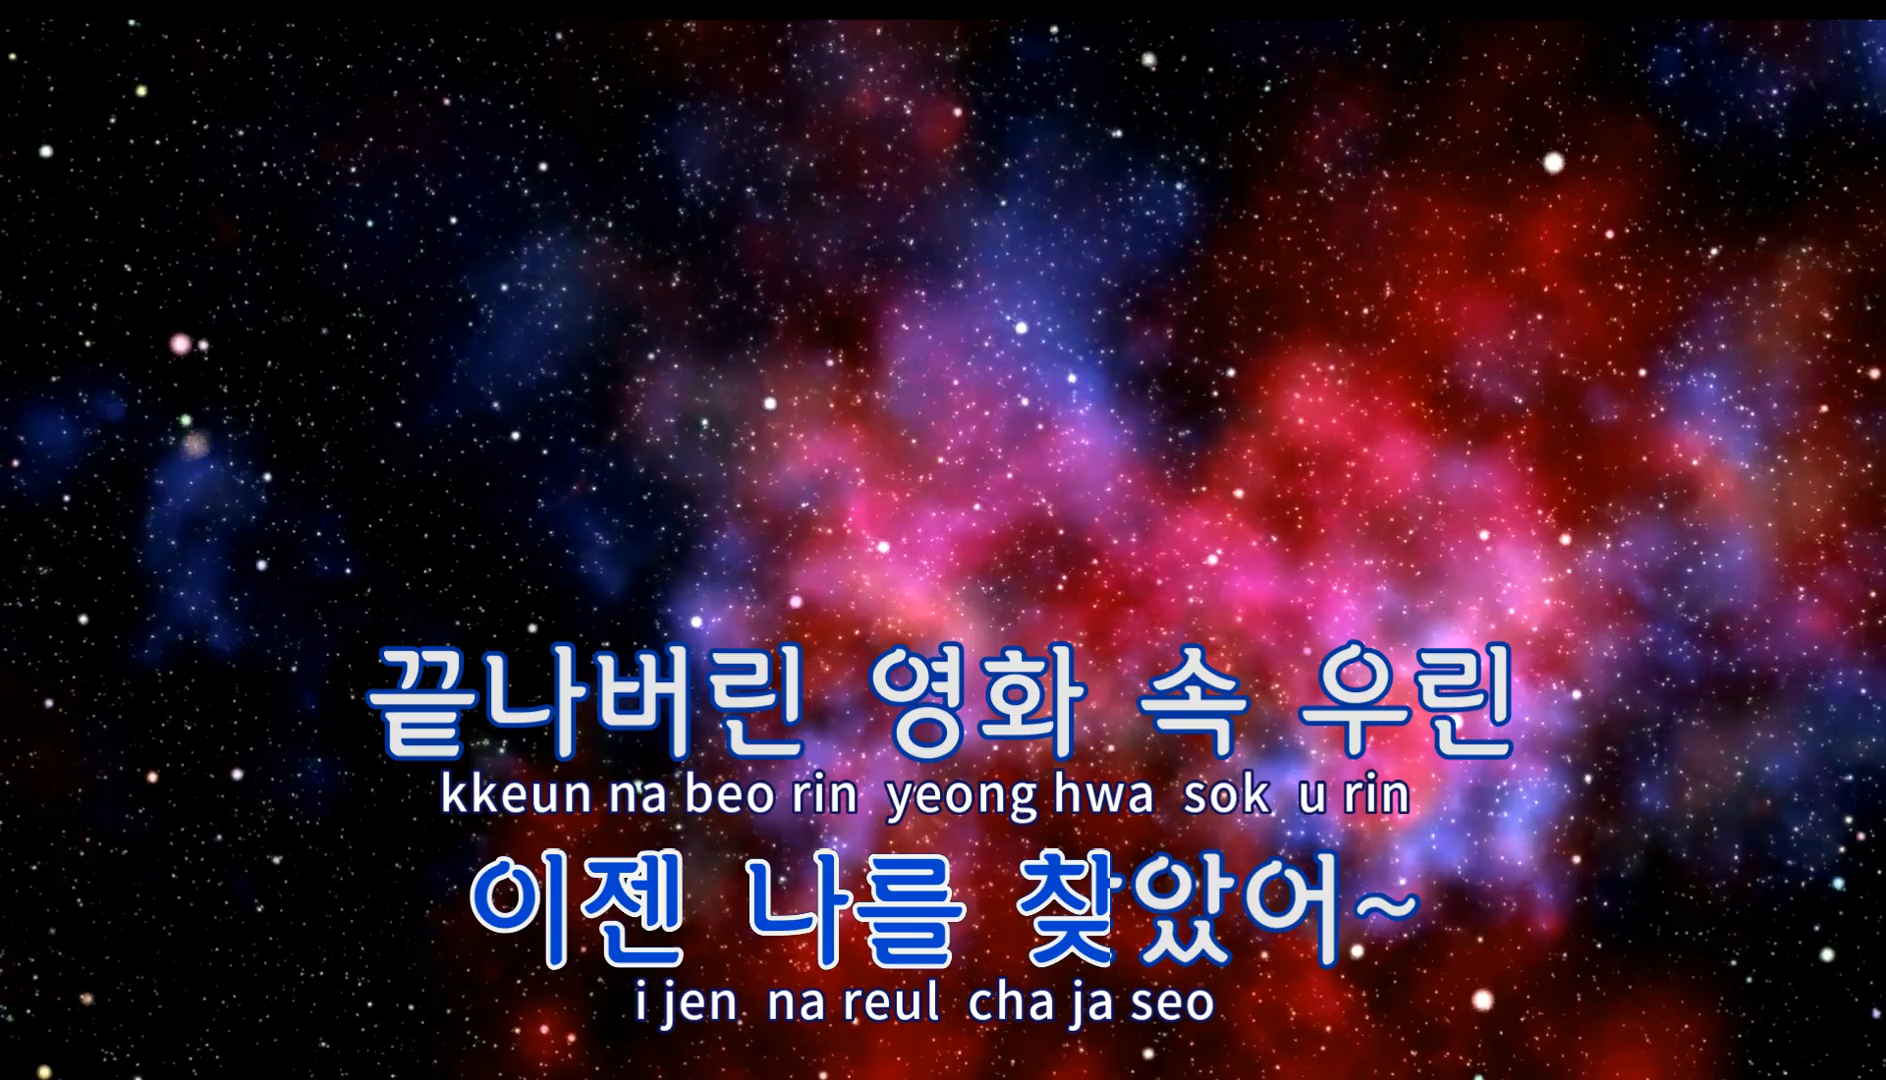 끝나버린 영화 속 우린
kkeun na beo rin yeong hwa sok u rin
이젠 나를 찾았어~
i jen na reul cha ja seo